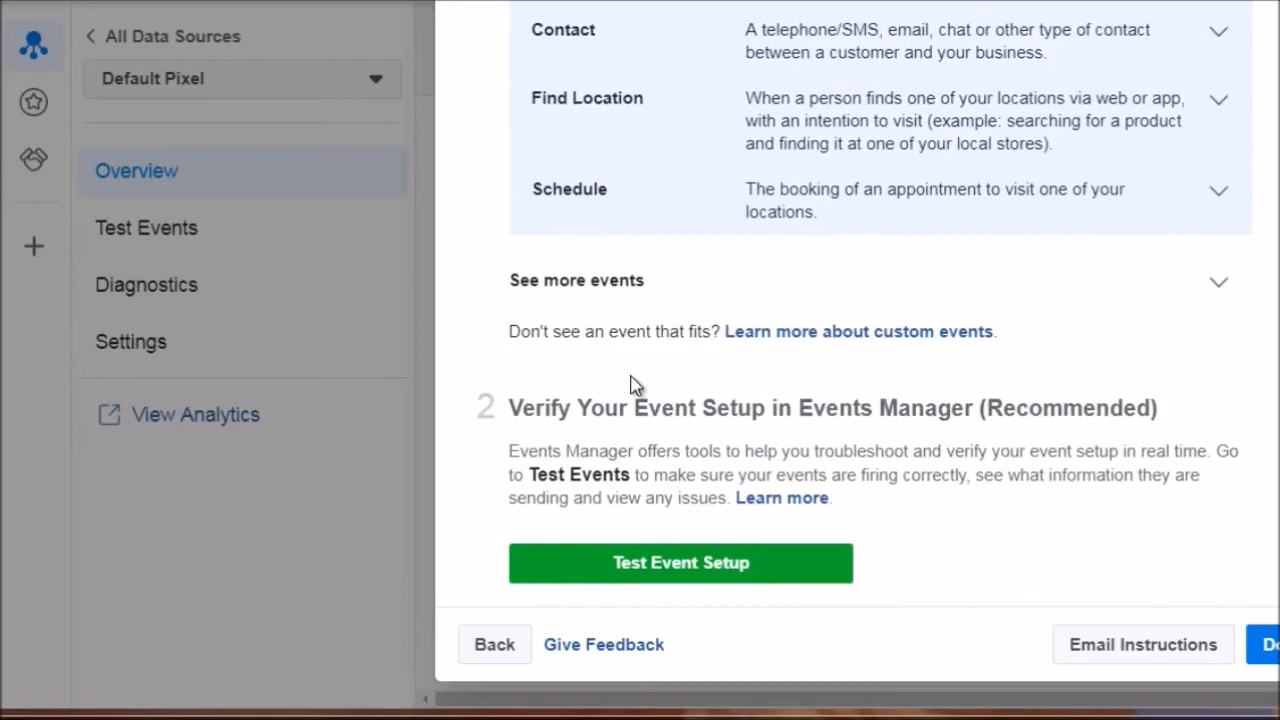 All Data Sources
Default Pixel
Overview
Test Events
Diagnostics
Settings
View Analytics
Contact
A telephone/SMS, email, chat or other type of contact
between a customer and your business.
Find Location
When a person finds one of your locations via web or app,
with an intention to visit (example: searching for a product
and finding it at one of your local stores).
Schedule
The booking of an appointment to visit one of your
locations.
See more events
Don't see an event that fits? Learn more about custom events.
2 Verify Your Event Setup in Events Manager (Recommended)
Events Manager offers tools to help you troubleshoot and verify your event setup in real time. Go
to Test Events to make sure your events are firing correctly, see what information they are
sending and view any issues. Learn more.
Test Event Setup
Back
Give Feedback
Email Instructions